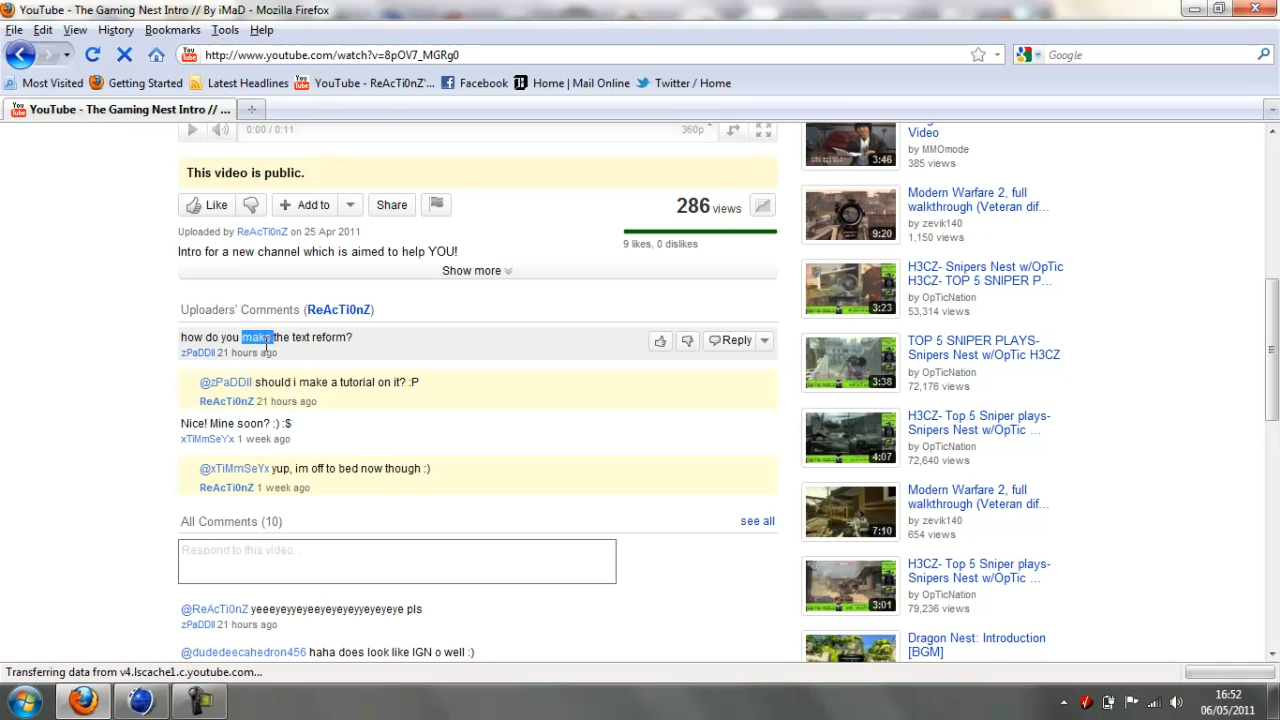 YouTube - The Gaming Nest Intro // By iMaD - Mozilla Firefox
File Edit View History Bookmarks Tools Help
http://www.youtube.com/watch?v=8pOV7_MGRg0
Google
Most Visited Getting Started Latest Headlines YouTube - ReAcTi0nZ'... Facebook Home | Mail Online Twitter / Home
YouTube - The Gaming Nest Intro // ...
0:00 / 0:11 360p
This video is public.
Like Add to Share
286 views
Uploaded by ReAcTi0nZ on 25 Apr 2011
9 likes, 0 dislikes
Intro for a new channel which is aimed to help YOU!
Show more
Uploaders' Comments (ReAcTi0nZ)
how do you make the text reform?
zPaDDII 21 hours ago
Reply
@zPaDDII should i make a tutorial on it? :P
ReAcTi0nZ 21 hours ago
Nice! Mine soon? :) :$
xTiMmSeYx 1 week ago
@xTiMmSeYx yup, im off to bed now though :)
ReAcTi0nZ 1 week ago
All Comments (10)
see all
Respond to this video...
@ReAcTi0nZ yeeeyeyyeyeeyeyeyeyyeyeyeye pls
zPaDDII 21 hours ago
@dudedeecahedron456 haha does look like IGN o well :)
Video
by MMOmode
385 views
3:46
Modern Warfare 2, full
walkthrough (Veteran dif...
by zevik140
1,150 views
9:20
H3CZ- Snipers Nest w/OpTic
H3CZ- TOP 5 SNIPER P...
by OpTicNation
53,314 views
3:23
TOP 5 SNIPER PLAYS-
Snipers Nest w/OpTic H3CZ
by OpTicNation
72,176 views
3:38
H3CZ- Top 5 Sniper plays-
Snipers Nest w/OpTic ...
by OpTicNation
72,640 views
4:07
Modern Warfare 2, full
walkthrough (Veteran dif...
by zevik140
654 views
7:10
H3CZ- Top 5 Sniper plays-
Snipers Nest w/OpTic ...
by OpTicNation
79,236 views
3:01
Dragon Nest: Introduction
[BGM]
Transferring data from v4.lscache1.c.youtube.com...
16:52
06/05/2011